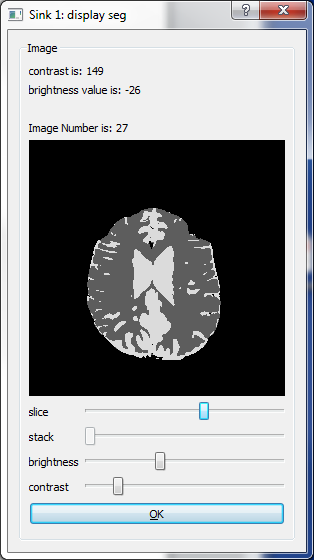 Sink 1: display seg
Image
contrast is: 149
brightness value is: -26
Image Number is: 27
slice
stack
brightness
contrast
OK